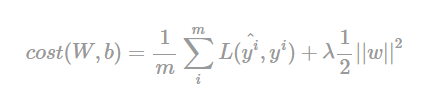 cost(W, b) = \frac{1}{m} \sum_{i}^{m} L(\hat{y^i}, y^i) + \lambda \frac{1}{2} ||w||^2